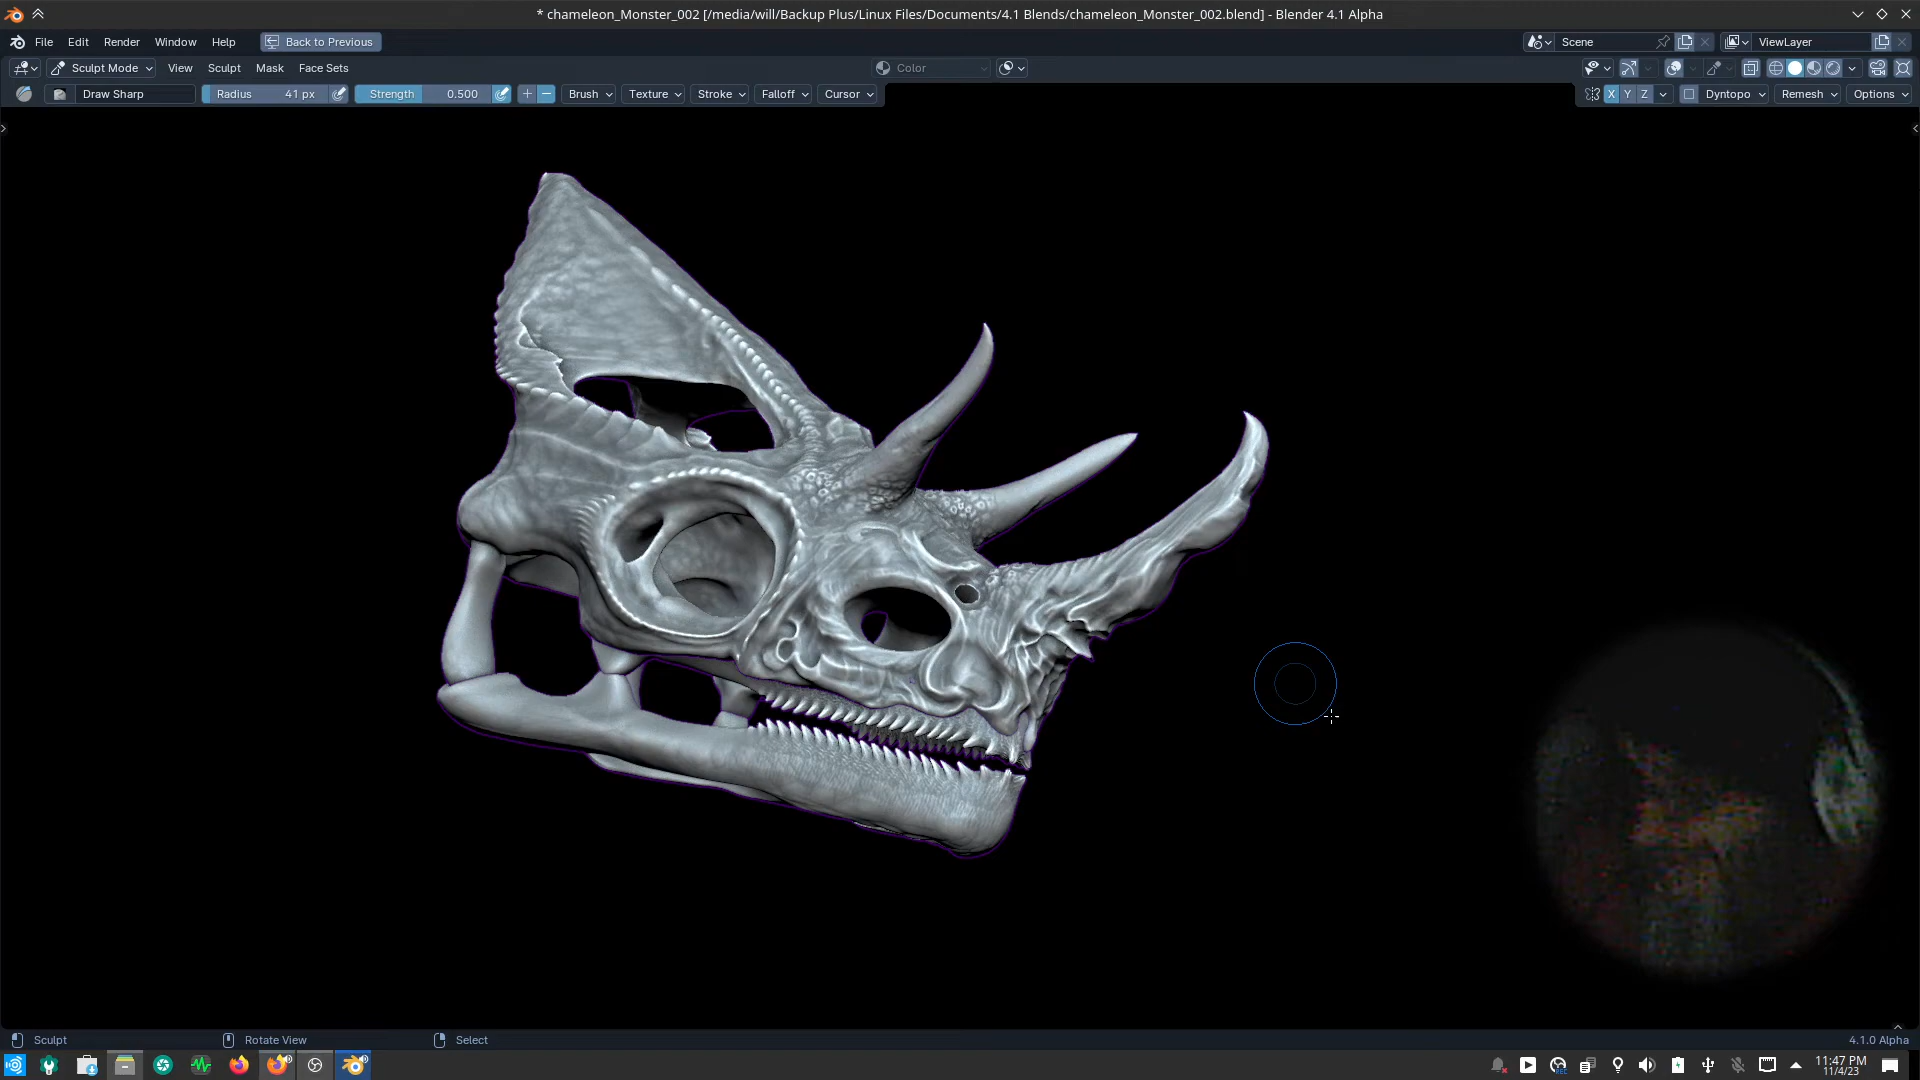 * chameleon_Monster_002 [/media/will/Backup Plus/Linux Files/Documents/4.1 Blends/chameleon_Monster_002.blend] - Blender 4.1 Alpha
File Edit Render Window Help Back to Previous Scene ViewLayer
Sculpt Mode View Sculpt Mask Face Sets Color
Draw Sharp Radius 41 px Strength 0.500 Brush Texture Stroke Falloff Cursor X Y Z Dyntopo Remesh Options
Sculpt Rotate View Select 4.1.0 Alpha
11:47 PM
11/4/23